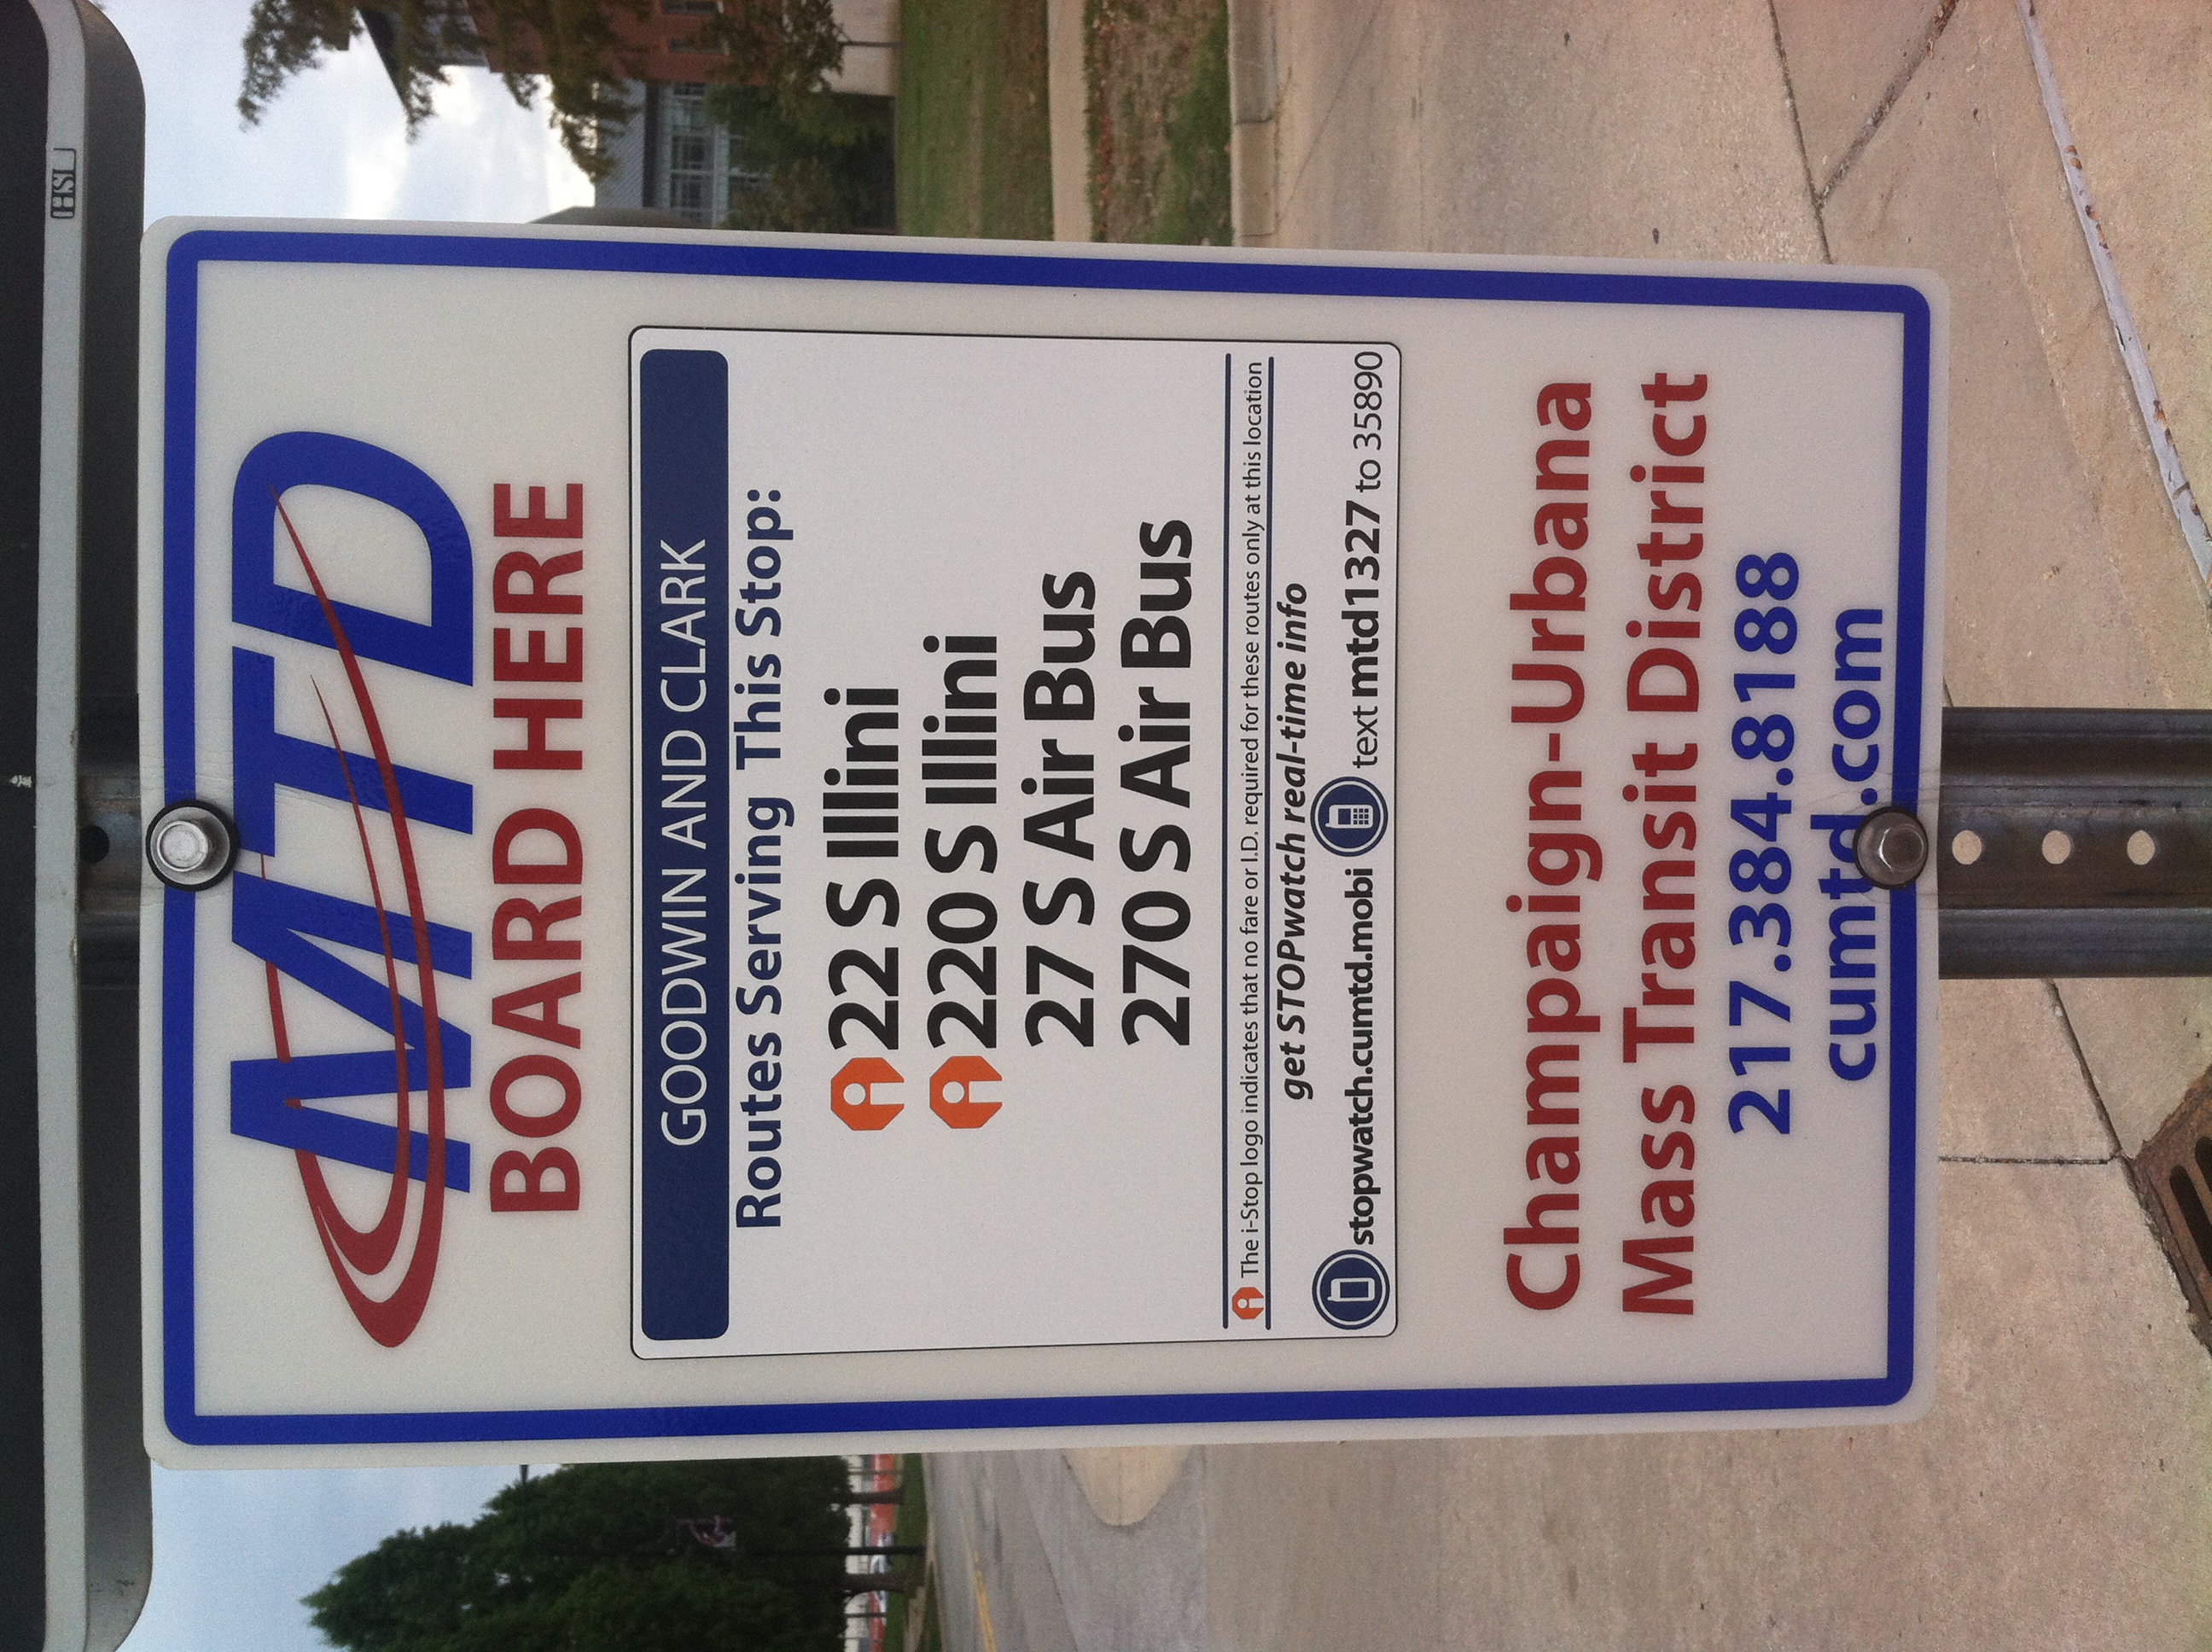 HSI
MTD
BOARD HERE
GOODWIN AND CLARK
Routes Serving This Stop:
22 S Illini
220 S Illini
27 S Air Bus
270 S Air Bus
The i-Stop logo indicates that no fare or I.D. required for these routes only at this location
get STOPwatch real-time info
stopwatch.cumtd.mobi text mtd1327 to 35890
Champaign-Urbana
Mass Transit District
217.384.8188
cumtd.com